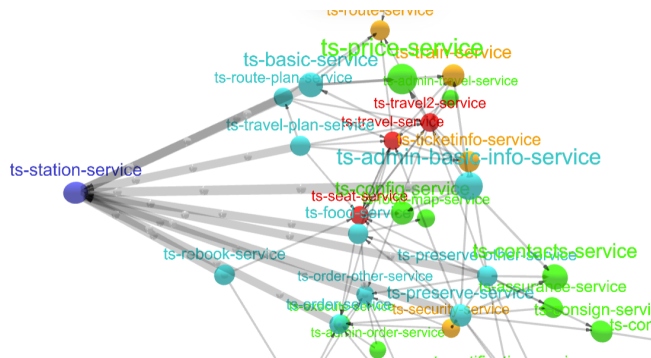 ts-route-service
ts-price-service
ts-train-service
ts-basic-service
ts-route-plan-service
ts-admin-travel-service
ts-travel2-service
ts-travel-service
ts-travel-plan-service
ts-ticketinfo-service
ts-admin-basic-info-service
ts-station-service
ts-config-service
ts-seat-service
ts-food-service
ts-preserve-other-service
ts-contacts-service
ts-rebook-service
ts-order-other-service
ts-assurance-service
ts-preserve-service
ts-order-service
ts-security-service
ts-consign-servi
ts-admin-order-service
ts-cor